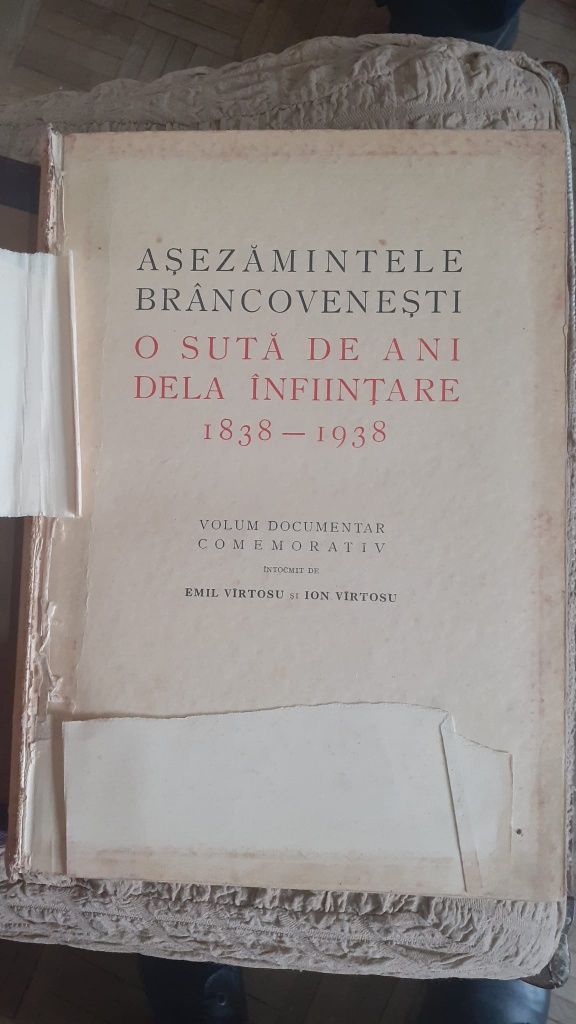 AȘEZĂMINTELE
BRÂNCOVENEȘTI
O SUTĂ DE ANI
DELA ÎNFIINȚARE
1838 — 1938
VOLUM DOCUMENTAR
COMEMORATIV
ÎNTOCMIT DE
EMIL VÎRTOSU ȘI ION VÎRTOSU